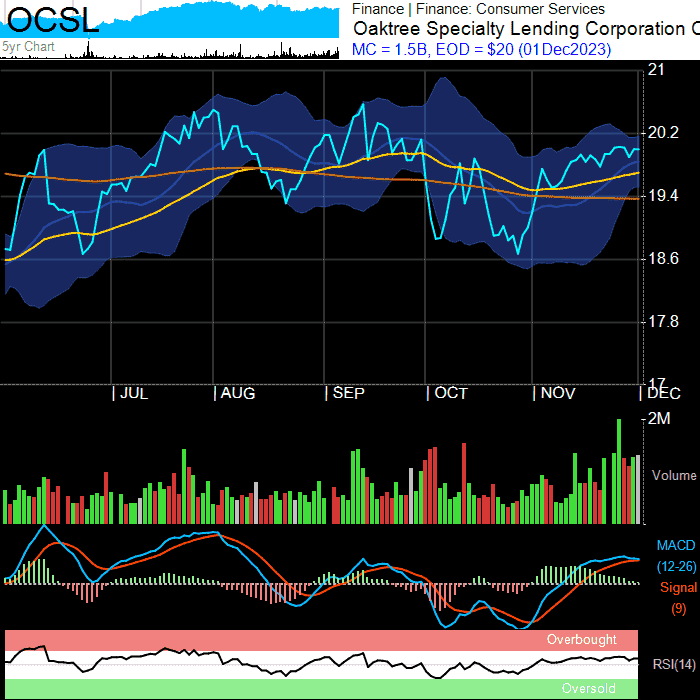 OCSL
5yr Chart
Finance | Finance: Consumer Services
Oaktree Specialty Lending Corporation C
MC = 1.5B, EOD = $20 (01Dec2023)
21
20.2
19.4
18.6
17.8
17
| JUL | AUG | SEP | OCT | NOV | DEC
2M
Volume
MACD
(12-26)
Signal
(9)
Overbought
RSI(14)
Oversold